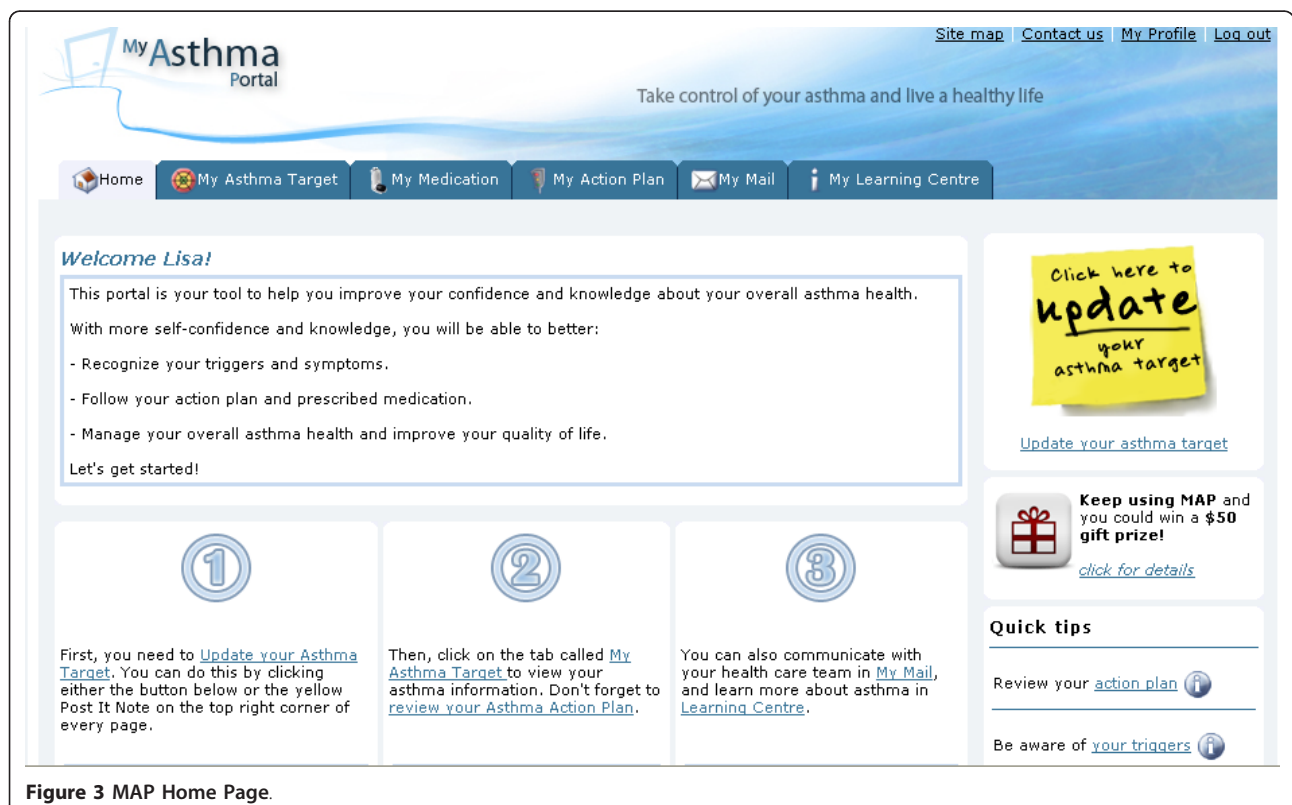 Site map Contact us My Profile Log out
My Asthma
Portal
Take control of your asthma and live a healthy life
Home My Asthma Target My Medication My Action Plan My Mail My Learning Centre
Welcome Lisa!
This portal is your tool to help you improve your confidence and knowledge about your overall asthma health.
With more self-confidence and knowledge, you will be able to better:
- Recognize your triggers and symptoms.
- Follow your action plan and prescribed medication.
- Manage your overall asthma health and improve your quality of life.
Let's get started!
Click here to
update
your
asthma target
Update your asthma target
Keep using MAP and
you could win a $50
gift prize!
click for details
1
First, you need to Update your Asthma
Target. You can do this by clicking
either the button below or the yellow
Post It Note on the top right corner of
every page.
2
Then, click on the tab called My
Asthma Target to view your
asthma information. Don't forget to
review your Asthma Action Plan.
3
You can also communicate with
your health care team in My Mail,
and learn more about asthma in
Learning Centre.
Quick tips
Review your action plan
Be aware of your triggers
Figure 3 MAP Home Page.